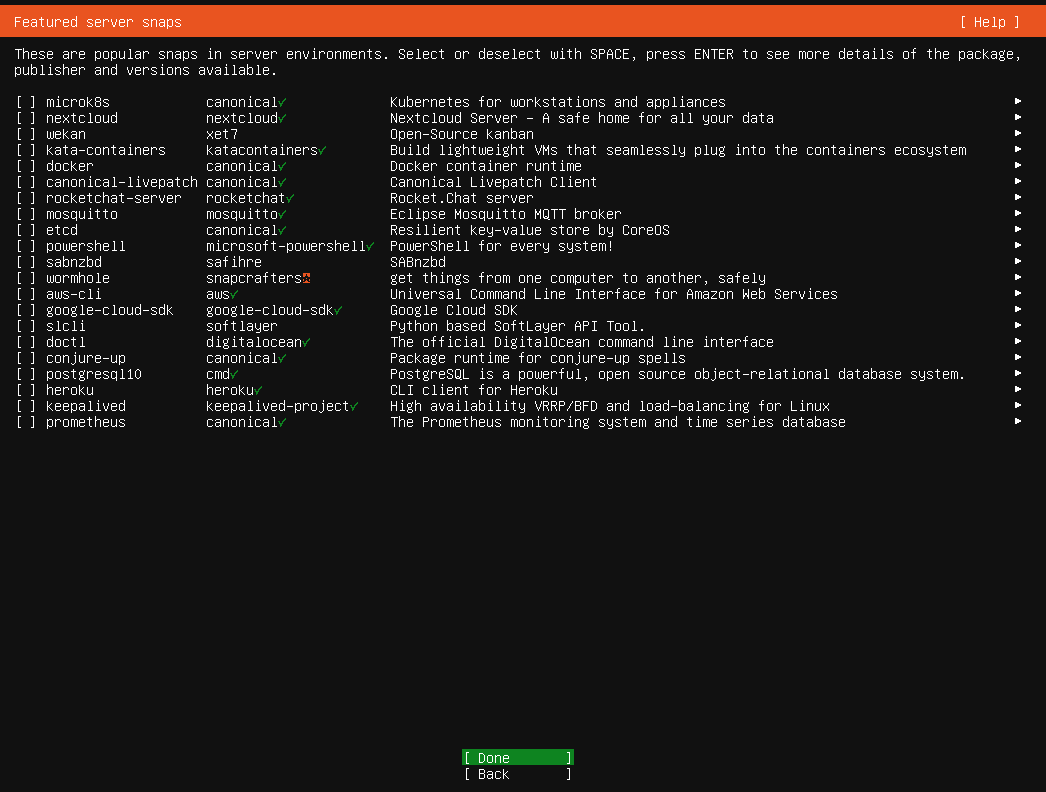 Featured server snaps [ Help ]
These are popular snaps in server environments. Select or deselect with SPACE, press ENTER to see more details of the package,
publisher and versions available.
[ ] microk8s canonical✓ Kubernetes for workstations and appliances ▸
[ ] nextcloud nextcloud✓ Nextcloud Server - A safe home for all your data ▸
[ ] wekan xet7 Open-Source kanban ▸
[ ] kata-containers katacontainers✓ Build lightweight VMs that seamlessly plug into the containers ecosystem ▸
[ ] docker canonical✓ Docker container runtime ▸
[ ] canonical-livepatch canonical✓ Canonical Livepatch Client ▸
[ ] rocketchat-server rocketchat✓ Rocket.Chat server ▸
[ ] mosquitto mosquitto✓ Eclipse Mosquitto MQTT broker ▸
[ ] etcd canonical✓ Resilient key-value store by CoreOS ▸
[ ] powershell microsoft-powershell✓ PowerShell for every system! ▸
[ ] sabnzbd safihre SABnzbd ▸
[ ] wormhole snapcrafters get things from one computer to another, safely ▸
[ ] aws-cli aws✓ Universal Command Line Interface for Amazon Web Services ▸
[ ] google-cloud-sdk google-cloud-sdk✓ Google Cloud SDK ▸
[ ] slcli softlayer Python based SoftLayer API Tool. ▸
[ ] doctl digitalocean✓ The official DigitalOcean command line interface ▸
[ ] conjure-up canonical✓ Package runtime for conjure-up spells ▸
[ ] postgresql10 cmd✓ PostgreSQL is a powerful, open source object-relational database system. ▸
[ ] heroku heroku✓ CLI client for Heroku ▸
[ ] keepalived keepalived-project✓ High availability VRRP/BFD and load-balancing for Linux ▸
[ ] prometheus canonical✓ The Prometheus monitoring system and time series database ▸
[ Done ]
[ Back ]